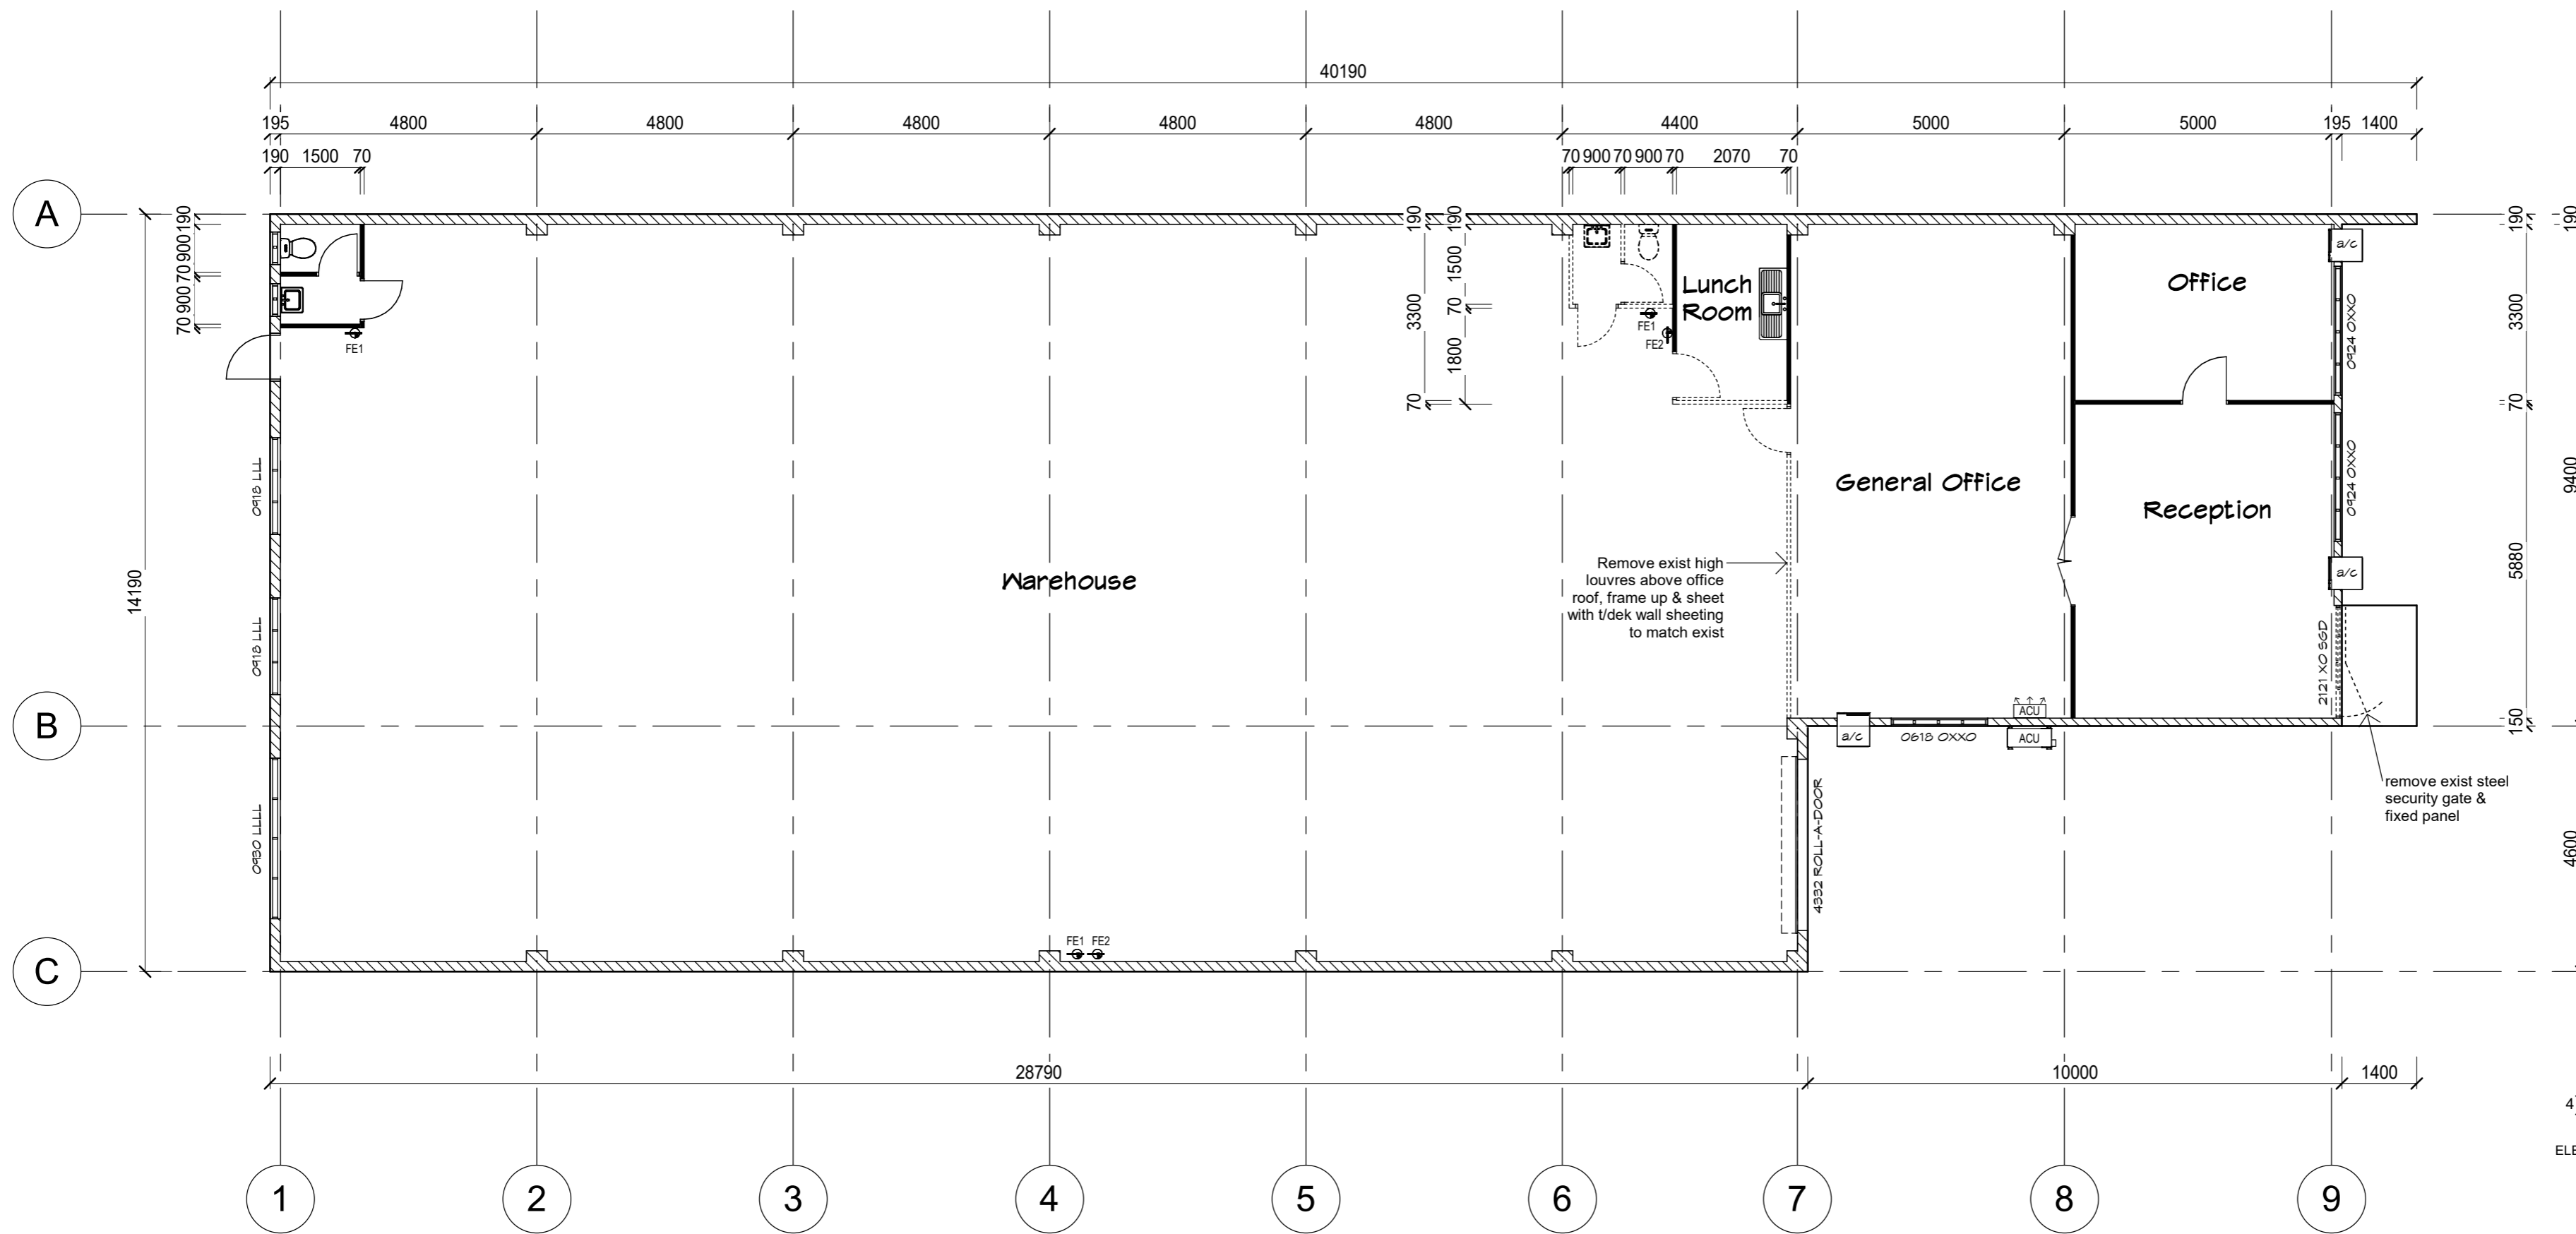 40190
195 4800 4800 4800 4800 4800 4400 5000 5000 195 1400
190 1500 70 70 900 70 900 70 2070 70
A
190
900
70
900
70
190
190
3300
1500
70
1800
70
190
3300
70
5880
150
190
9400
4600
14190
FE1
FE1
FE2
Lunch
Room
Office
a/c
0924 OXXO
0924 OXXO
a/c
General Office
Reception
Warehouse
0918 LLL
0918 LLL
0930 LLLL
Remove exist high
louvres above office
roof, frame up & sheet
with t/dek wall sheeting
to match exist
2121 XO SGD
B
a/c
0618 OXXO
ACU
ACU
4332 ROLL-A-DOOR
remove exist steel
security gate &
fixed panel
FE1 FE2
C
28790 10000 1400
1 2 3 4 5 6 7 8 9